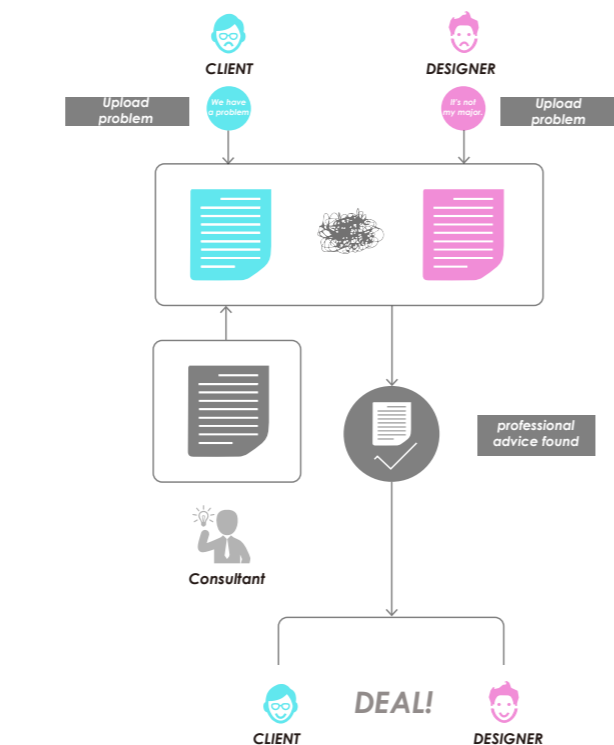 CLIENT
DESIGNER
Upload
problem
We have
a problem
It's not
my major.
Upload
problem
professional
advice found
Consultant
DEAL!
CLIENT
DESIGNER